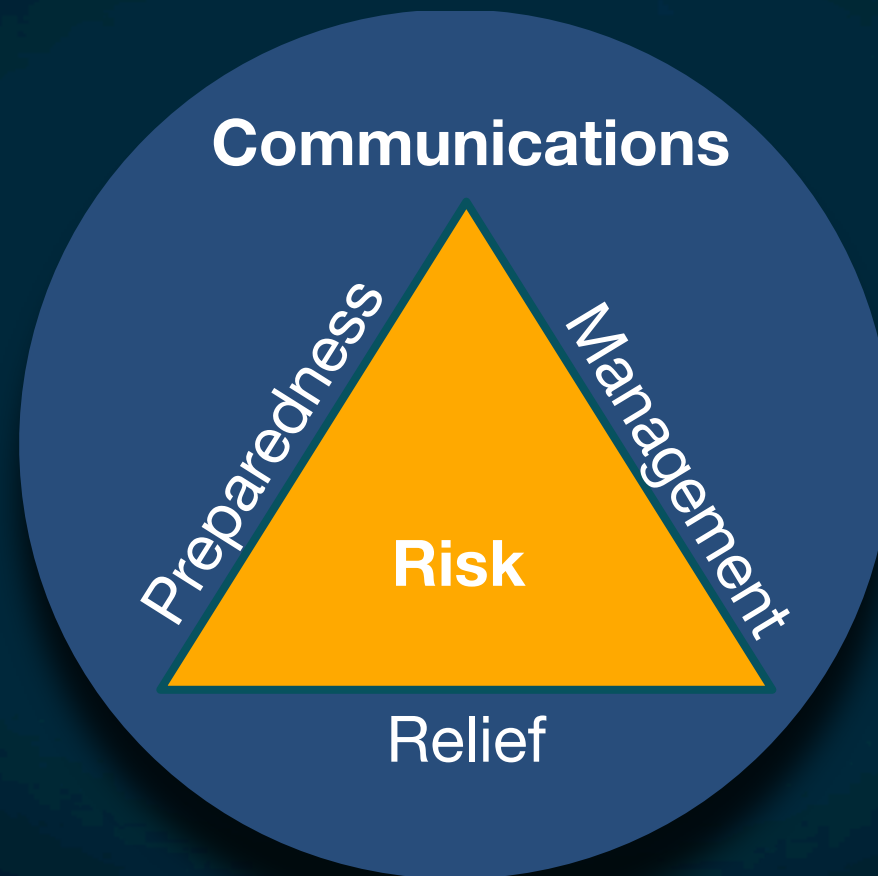 Communications
Preparedness
Management
Risk
Relief